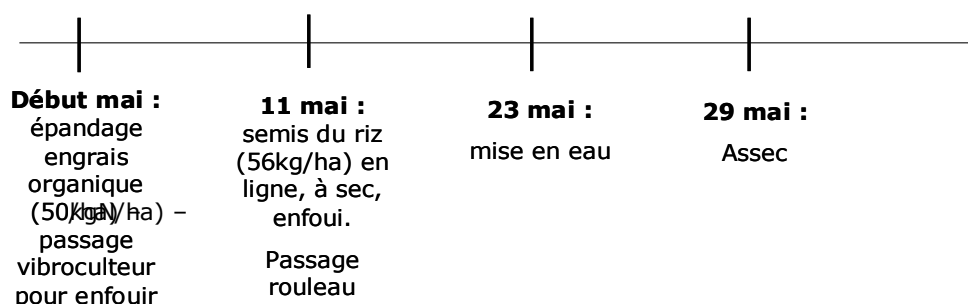 Début mai :
épandage
engrais
organique
passage
vibroculteur
pour enfouir
11 mai :
semis du riz
(56kg/ha) en
ligne, à sec,
enfoui.
Passage
rouleau
23 mai :
mise en eau
29 mai :
Assec